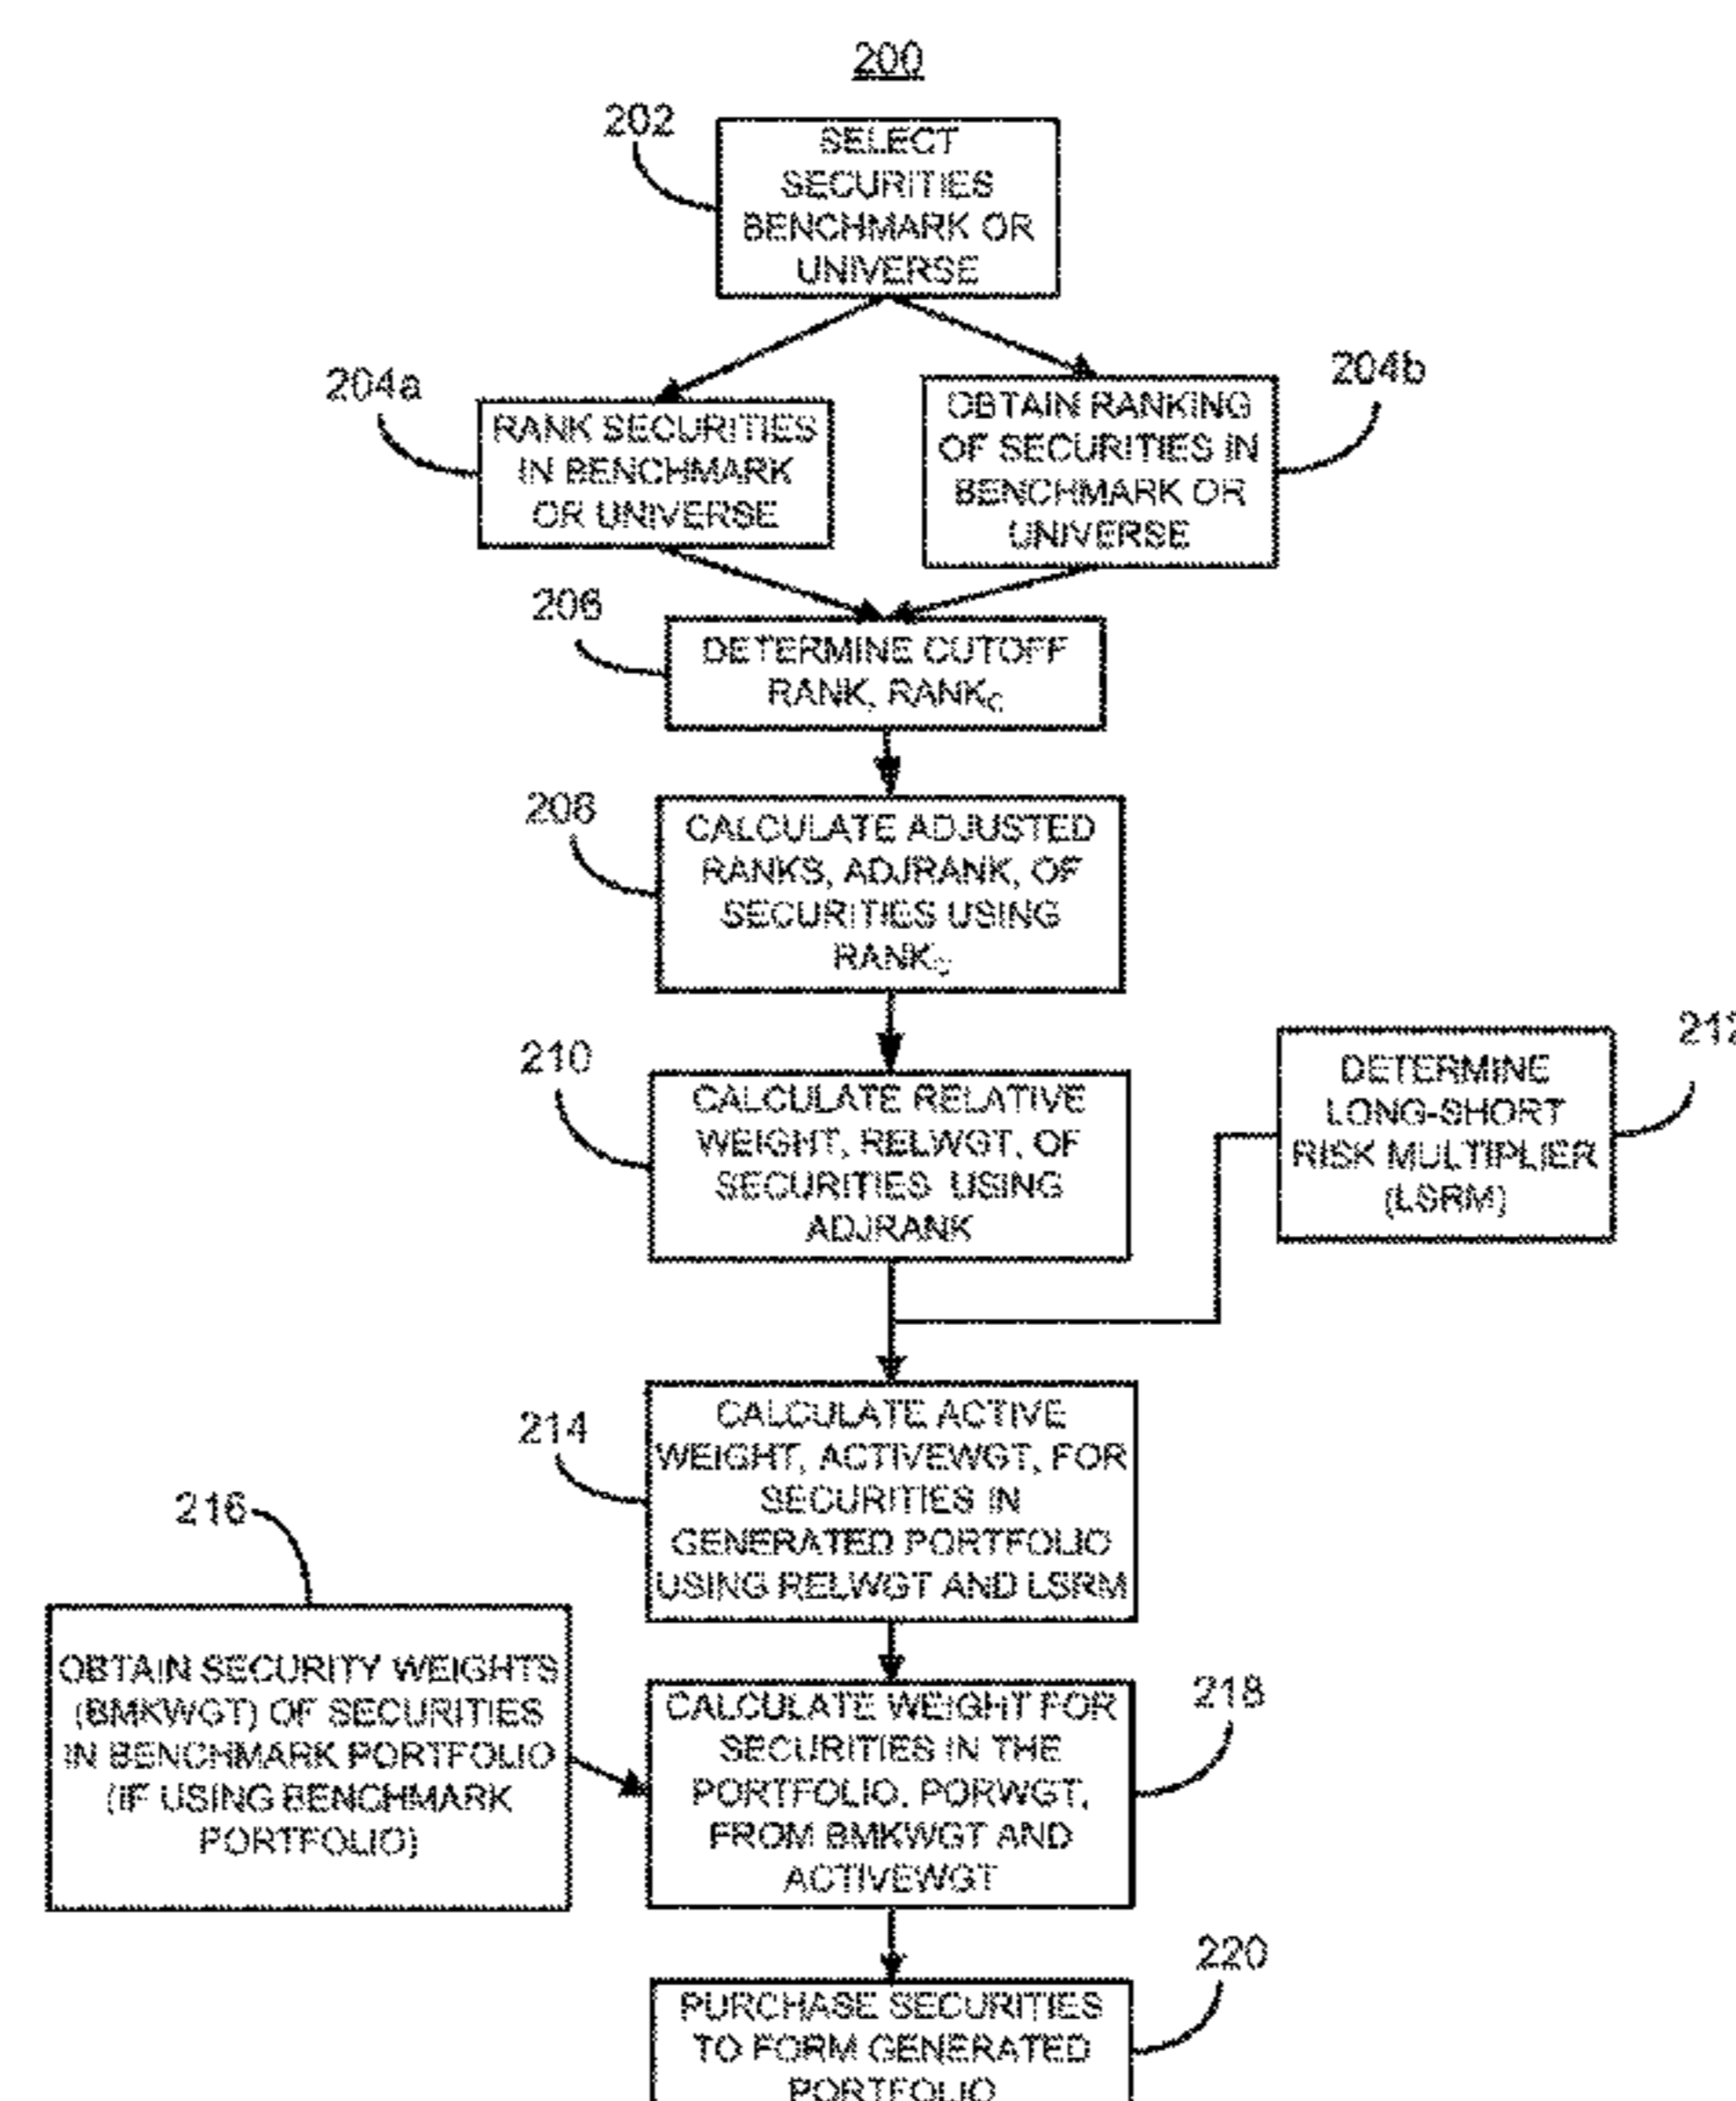 200
202
SELECT
SECURITIES
BENCHMARK OR
UNIVERSE
204a
RANK SECURITIES
IN BENCHMARK
OR UNIVERSE
204b
OBTAIN RANKING
OF SECURITIES IN
BENCHMARK OR
UNIVERSE
206
DETERMINE CUTOFF
RANK, RANKC
208
CALCULATE ADJUSTED
RANKS, ADJRANK, OF
SECURITIES USING
RANKC
210
CALCULATE RELATIVE
WEIGHT, RELWGT, OF
SECURITIES USING
ADJRANK
212
DETERMINE
LONG-SHORT
RISK MULTIPLIER
(LSRM)
214
CALCULATE ACTIVE
WEIGHT, ACTIVEWGT, FOR
SECURITIES IN
GENERATED PORTFOLIO
USING RELWGT AND LSRM
216
OBTAIN SECURITY WEIGHTS
(BMKWGT) OF SECURITIES
IN BENCHMARK PORTFOLIO
(IF USING BENCHMARK
PORTFOLIO)
218
CALCULATE WEIGHT FOR
SECURITIES IN THE
PORTFOLIO, PORWGT,
FROM BMKWGT AND
ACTIVEWGT
220
PURCHASE SECURITIES
TO FORM GENERATED
PORTFOLIO